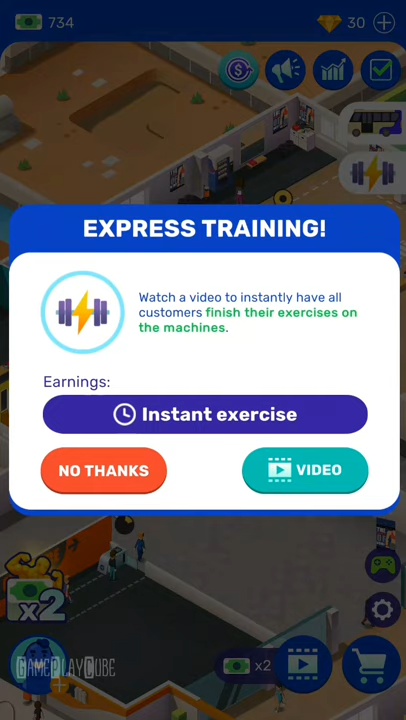 734
30
EXPRESS TRAINING!
Watch a video to instantly have all
customers finish their exercises on
the machines.
Earnings:
Instant exercise
NO THANKS
VIDEO
x2
GAMEPLAYCUBE
x2